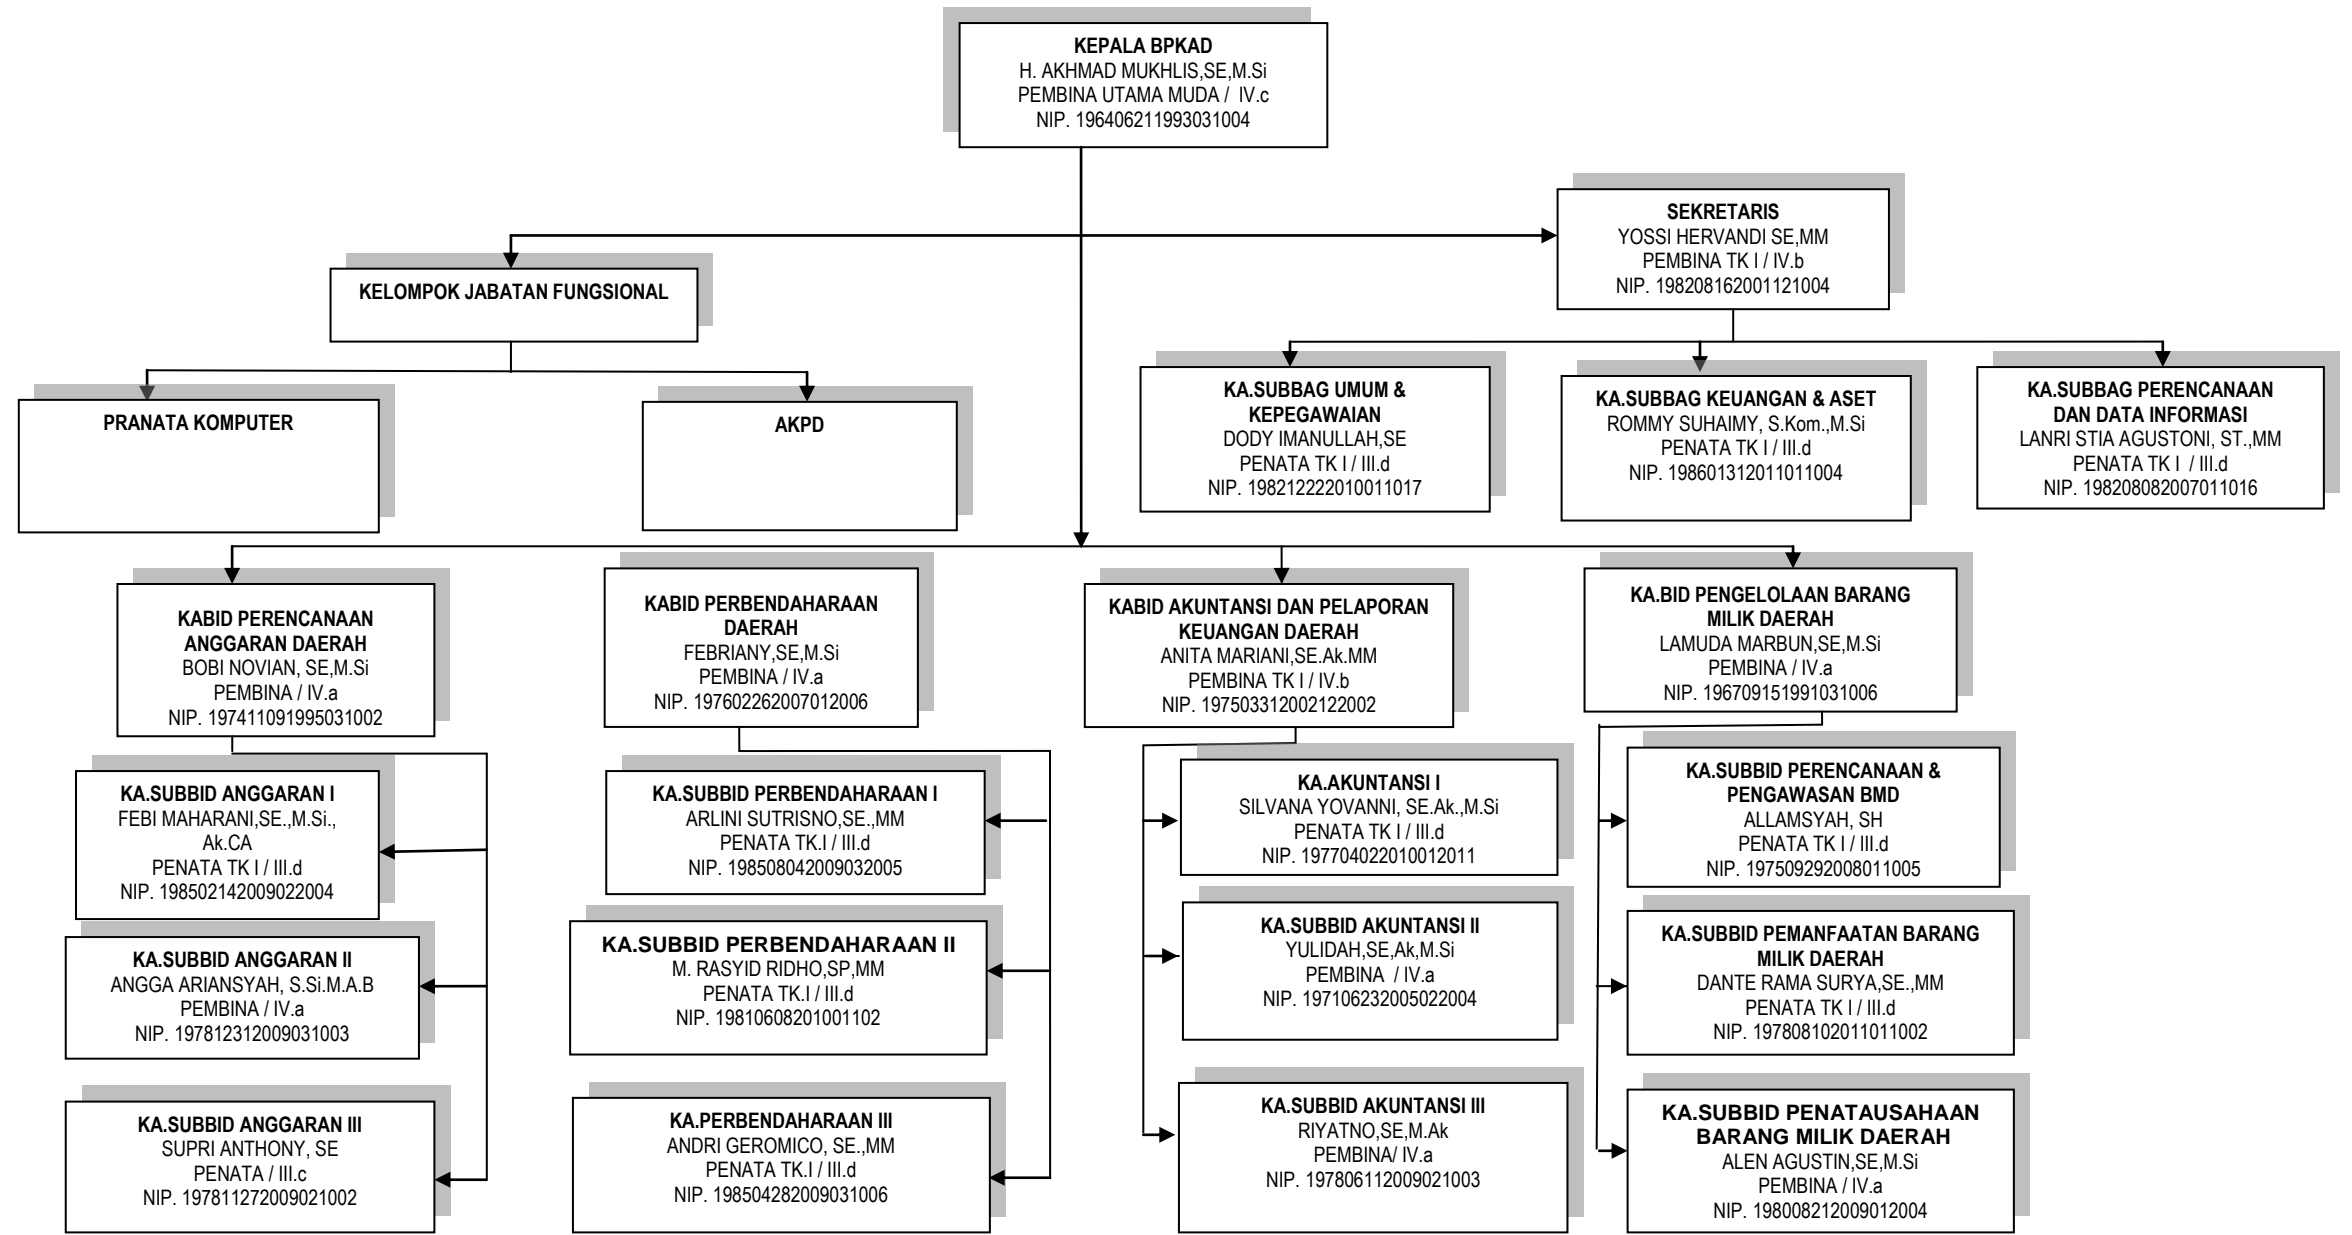 KEPALA BPKAD
H. AKHMAD MUKHLIS,SE,M.Si
PEMBINA UTAMA MUDA / IV.c
NIP. 196406211993031004
SEKRETARIS
YOSSI HERVANDI SE,MM
PEMBINA TK I / IV.b
NIP. 198208162001121004
KELOMPOK JABATAN FUNGSIONAL
PRANATA KOMPUTER
AKPD
KA.SUBBAG UMUM &
KEPEGAWAIAN
DODY IMANULLAH,SE
PENATA TK I / III.d
NIP. 198212222010011017
KA.SUBBAG KEUANGAN & ASET
ROMMY SUHAIMY, S.Kom.,M.Si
PENATA TK I / III.d
NIP. 198601312011011004
KA.SUBBAG PERENCANAAN
DAN DATA INFORMASI
LANRI STIA AGUSTONI, ST.,MM
PENATA TK I / III.d
NIP. 198208082007011016
KABID PERENCANAAN
ANGGARAN DAERAH
BOBI NOVIAN, SE,M.Si
PEMBINA / IV.a
NIP. 197411091995031002
KABID PERBENDAHARAAN
DAERAH
FEBRIANY,SE,M.Si
PEMBINA / IV.a
NIP. 197602262007012006
KABID AKUNTANSI DAN PELAPORAN
KEUANGAN DAERAH
ANITA MARIANI,SE.Ak.MM
PEMBINA TK I / IV.b
NIP. 197503312002122002
KA.BID PENGELOLAAN BARANG
MILIK DAERAH
LAMUDA MARBUN,SE,M.Si
PEMBINA / IV.a
NIP. 196709151991031006
KA.SUBBID ANGGARAN I
FEBI MAHARANI,SE.,M.Si.,
Ak.CA
PENATA TK I / III.d
NIP. 198502142009022004
KA.SUBBID PERBENDAHARAAN I
ARLINI SUTRISNO,SE.,MM
PENATA TK.I / III.d
NIP. 198508042009032005
KA.AKUNTANSI I
SILVANA YOVANNI, SE.Ak.,M.Si
PENATA TK I / III.d
NIP. 197704022010012011
KA.SUBBID PERENCANAAN &
PENGAWASAN BMD
ALLAMSYAH, SH
PENATA TK I / III.d
NIP. 197509292008011005
KA.SUBBID ANGGARAN II
ANGGA ARIANSYAH, S.Si.M.A.B
PEMBINA / IV.a
NIP. 197812312009031003
KA.SUBBID PERBENDAHARAAN II
M. RASYID RIDHO,SP,MM
PENATA TK.I / III.d
NIP. 19810608201001102
KA.SUBBID AKUNTANSI II
YULIDAH,SE,Ak,M.Si
PEMBINA / IV.a
NIP. 197106232005022004
KA.SUBBID PEMANFAATAN BARANG
MILIK DAERAH
DANTE RAMA SURYA,SE.,MM
PENATA TK I / III.d
NIP. 197808102011011002
KA.SUBBID ANGGARAN III
SUPRI ANTHONY, SE
PENATA / III.c
NIP. 197811272009021002
KA.PERBENDAHARAAN III
ANDRI GEROMICO, SE.,MM
PENATA TK.I / III.d
NIP. 198504282009031006
KA.SUBBID AKUNTANSI III
RIYATNO,SE,M.Ak
PEMBINA/ IV.a
NIP. 197806112009021003
KA.SUBBID PENATAUSAHAAN
BARANG MILIK DAERAH
ALEN AGUSTIN,SE,M.Si
PEMBINA / IV.a
NIP. 198008212009012004